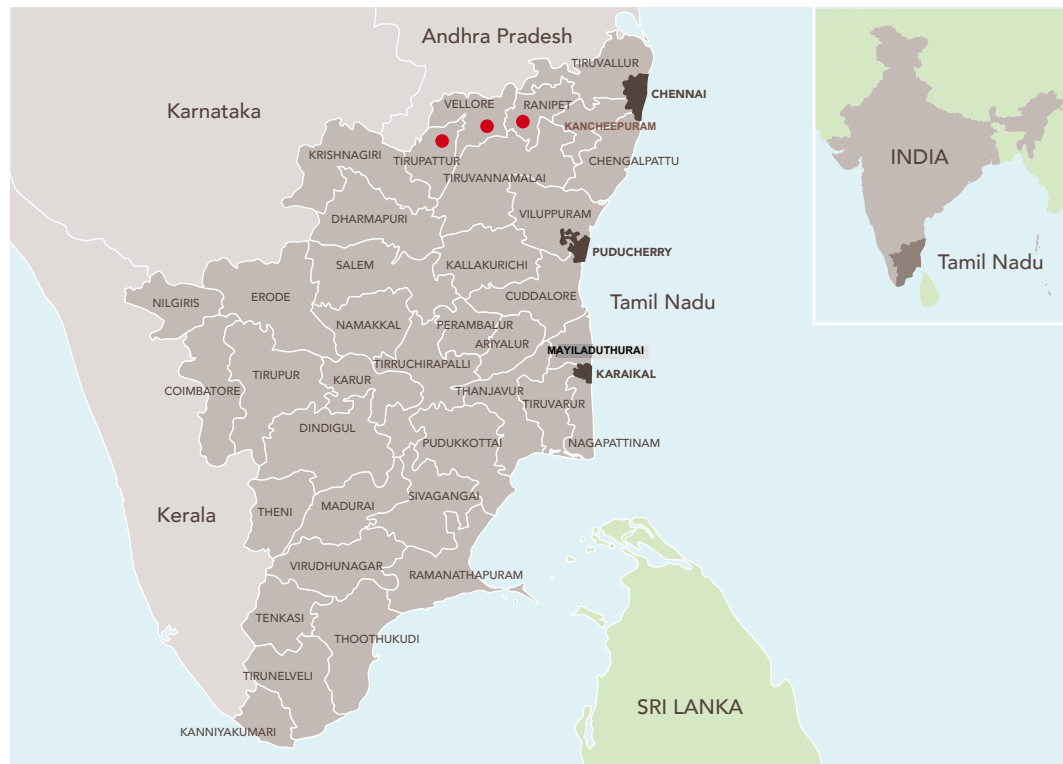 Andhra Pradesh
TIRUVALLUR
Karnataka
VELLORE
RANIPET
CHENNAI
KANCHEEPURAM
KRISHNAGIRI
TIRUPATTUR
CHENGALPATTU
TIRUVANNAMALAI
DHARMAPURI
VILUPPURAM
PUDUCHERRY
SALEM
KALLAKURICHI
NILGIRIS
ERODE
CUDDALORE
Tamil Nadu
NAMAKKAL
PERAMBALUR
ARIYALUR
MAYILADUTHURAI
TIRRUCHIRAPALLI
KARAIKAL
COIMBATORE
TIRUPUR
KARUR
THANJAVUR
TIRUVARUR
DINDIGUL
PUDUKKOTTAI
NAGAPATTINAM
Kerala
THENI
MADURAI
SIVAGANGAI
VIRUDHUNAGAR
RAMANATHAPURAM
TENKASI
THOOTHUKUDI
TIRUNELVELI
KANNIYAKUMARI
SRI LANKA
INDIA
Tamil Nadu